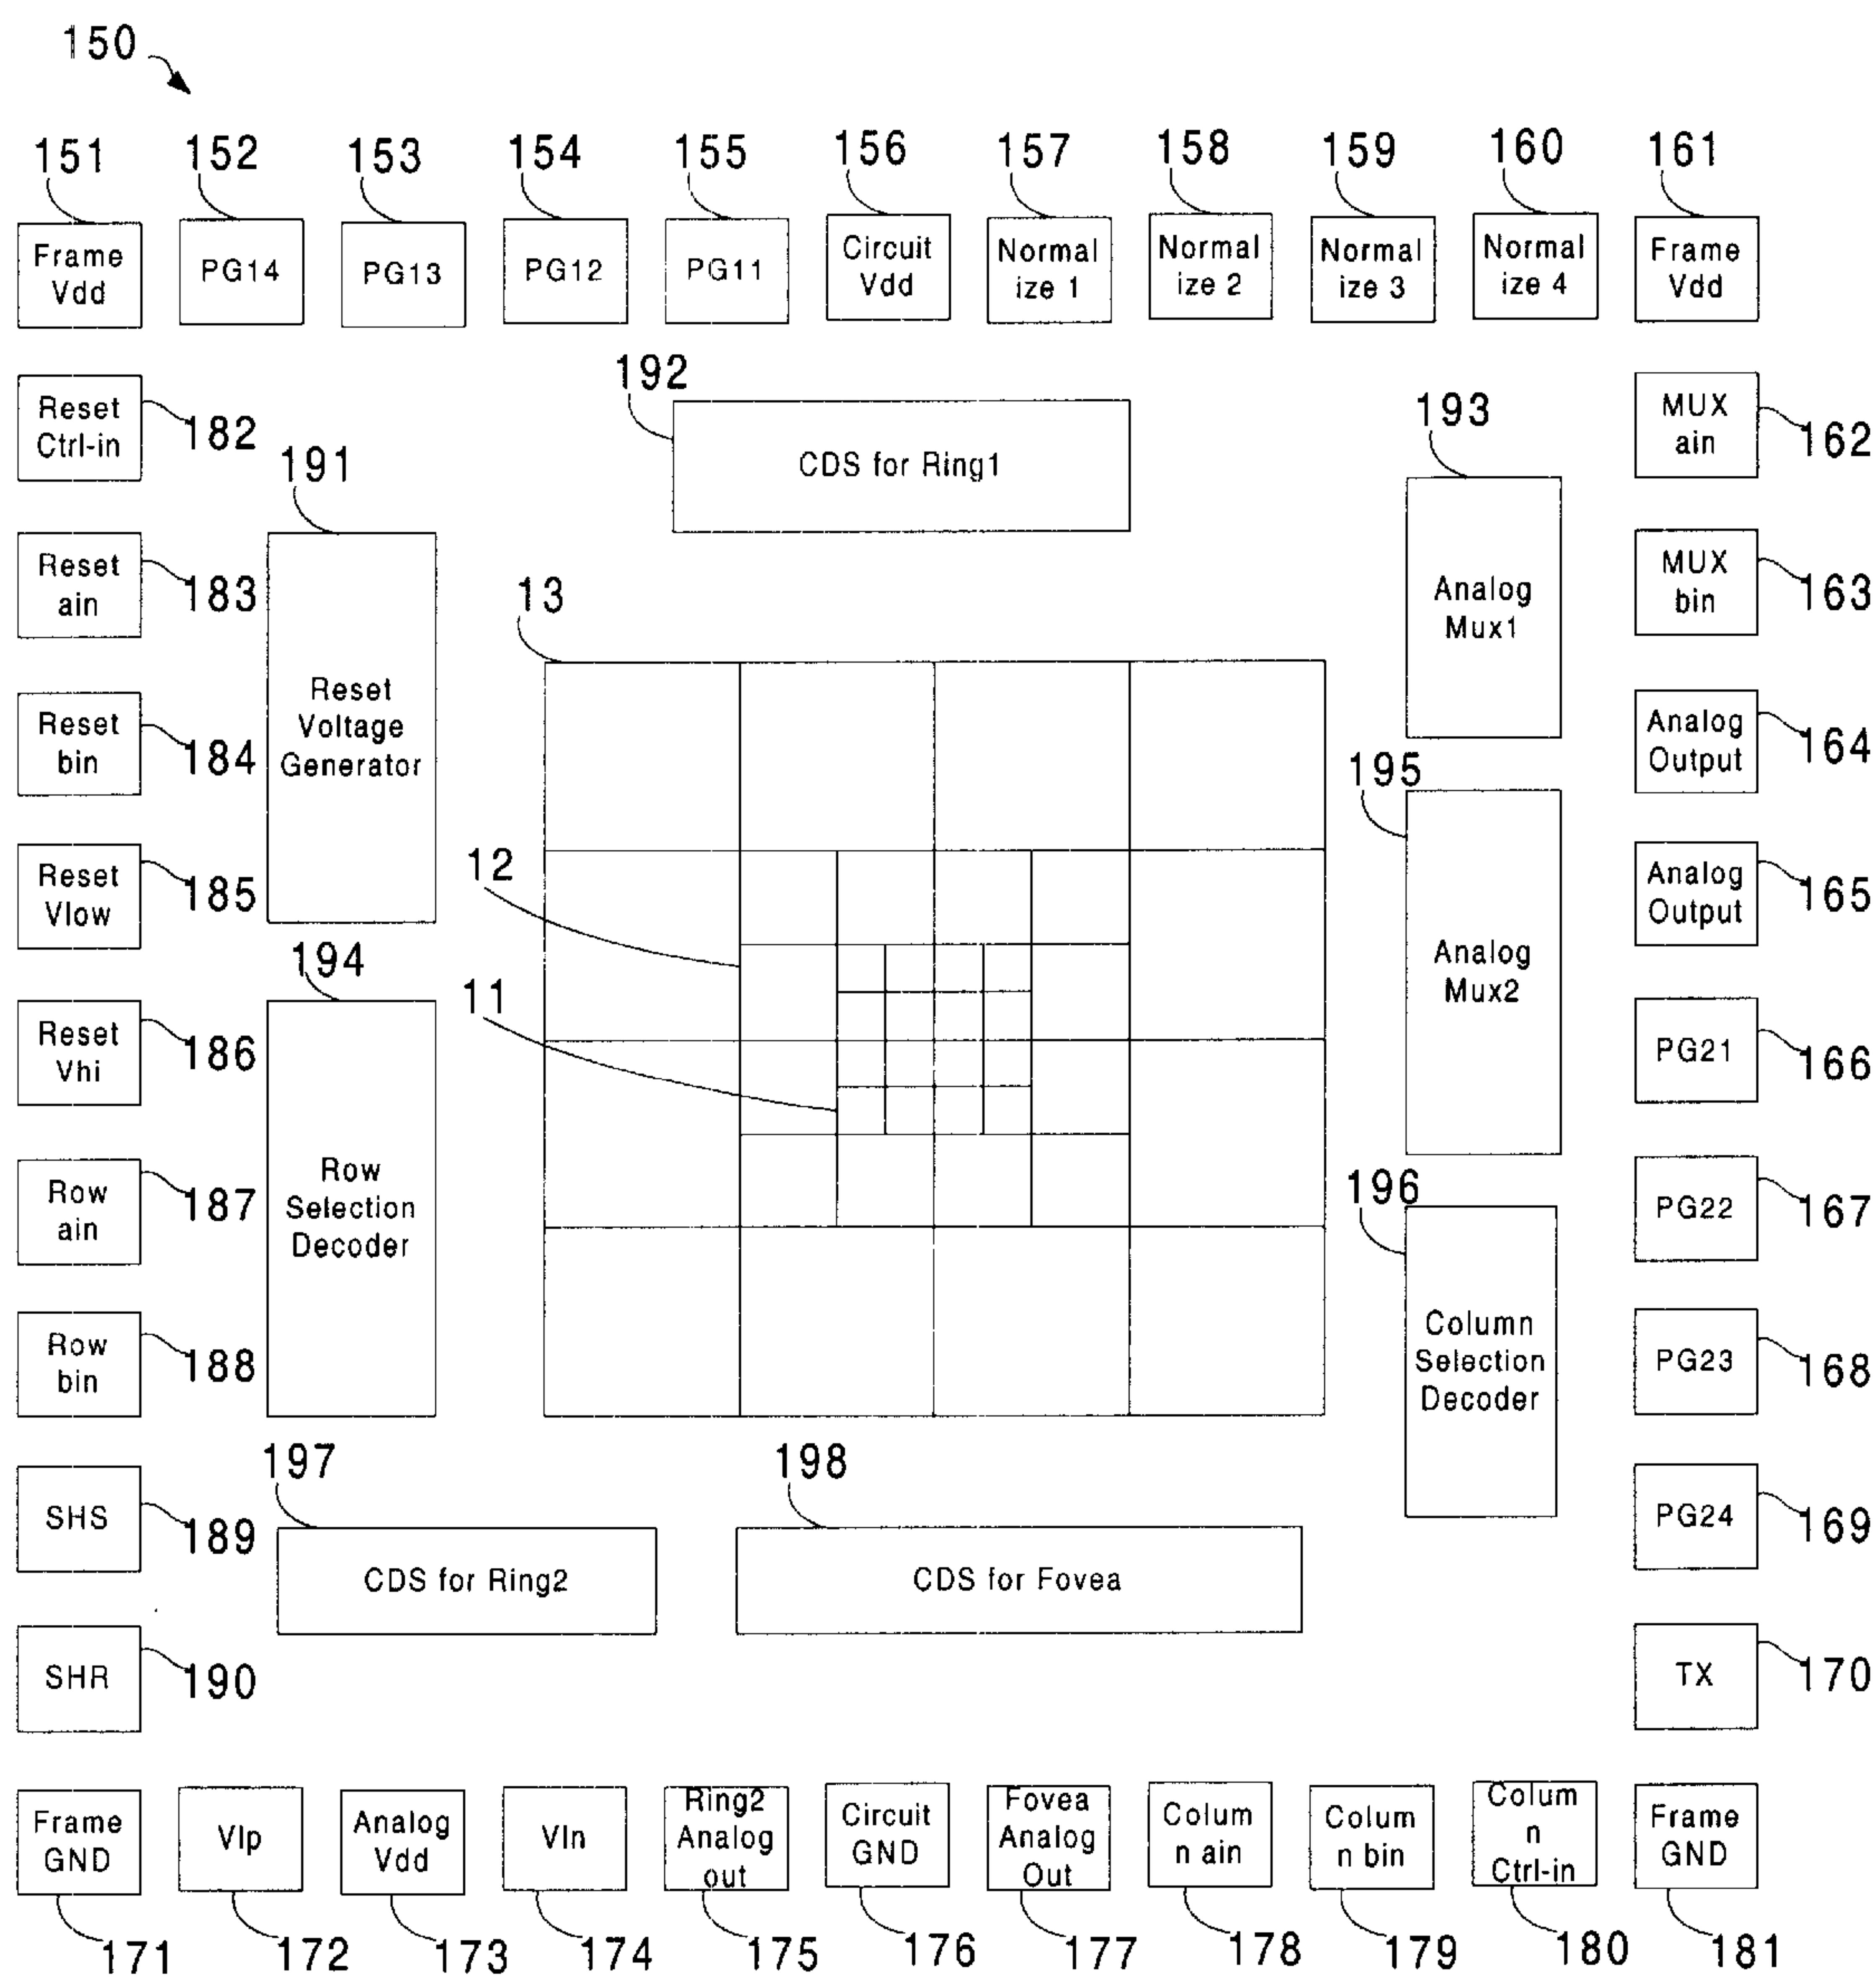 150
151 152 153 154 155 156 157 158 159 160 161
Frame
Vdd
PG14
PG13
PG12
PG11
Circuit
Vdd
Normal
ize 1
Normal
ize 2
Normal
ize 3
Normal
ize 4
Frame
Vdd
Reset
Ctrl-in
182
Reset
ain
183
Reset
bin
184
Reset
Vlow
185
Reset
Vhi
186
Row
ain
187
Row
bin
188
SHS
189
SHR
190
191
Reset
Voltage
Generator
194
Row
Selection
Decoder
192
CDS for Ring1
13
12
11
197
CDS for Ring2
198
CDS for Fovea
193
Analog
Mux1
195
Analog
Mux2
196
Column
Selection
Decoder
MUX
ain
162
MUX
bin
163
Analog
Output
164
Analog
Output
165
PG21
166
PG22
167
PG23
168
PG24
169
TX
170
Frame
GND
VIp
Analog
Vdd
VIn
Ring2
Analog
out
Circuit
GND
Fovea
Analog
Out
Colum
n ain
Colum
n bin
Colum
n
Ctrl-in
Frame
GND
171 172 173 174 175 176 177 178 179 180 181